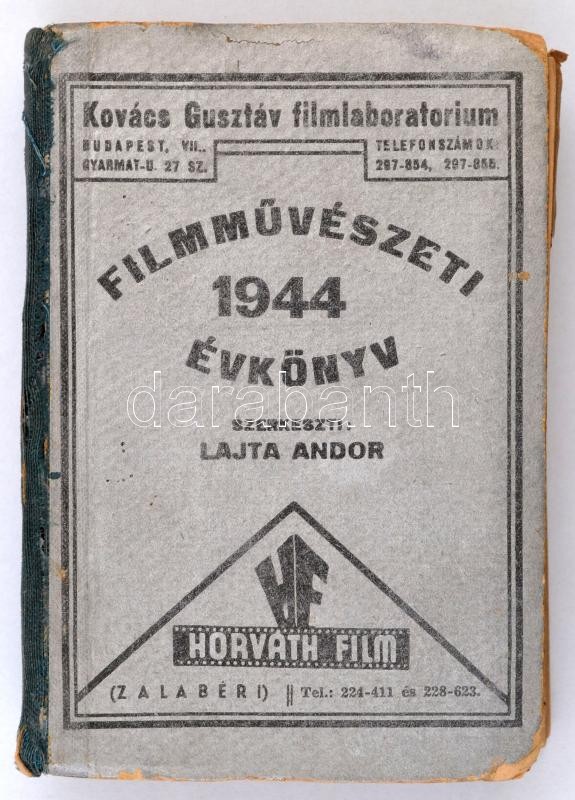 Kovács Gusztáv filmlaboratorium
BUDAPEST, VII.,
GYARMAT-U. 27 SZ.
TELEFONSZÁMOK:
297-854, 297-855.
FILMMŰVÉSZETI
1944
ÉVKÖNYV
SZERKESZTI:
LAJTA ANDOR
darabanth
HF
HORVÁTH FILM
(ZALABÉRI) Tel.: 224-411 és 228-623.